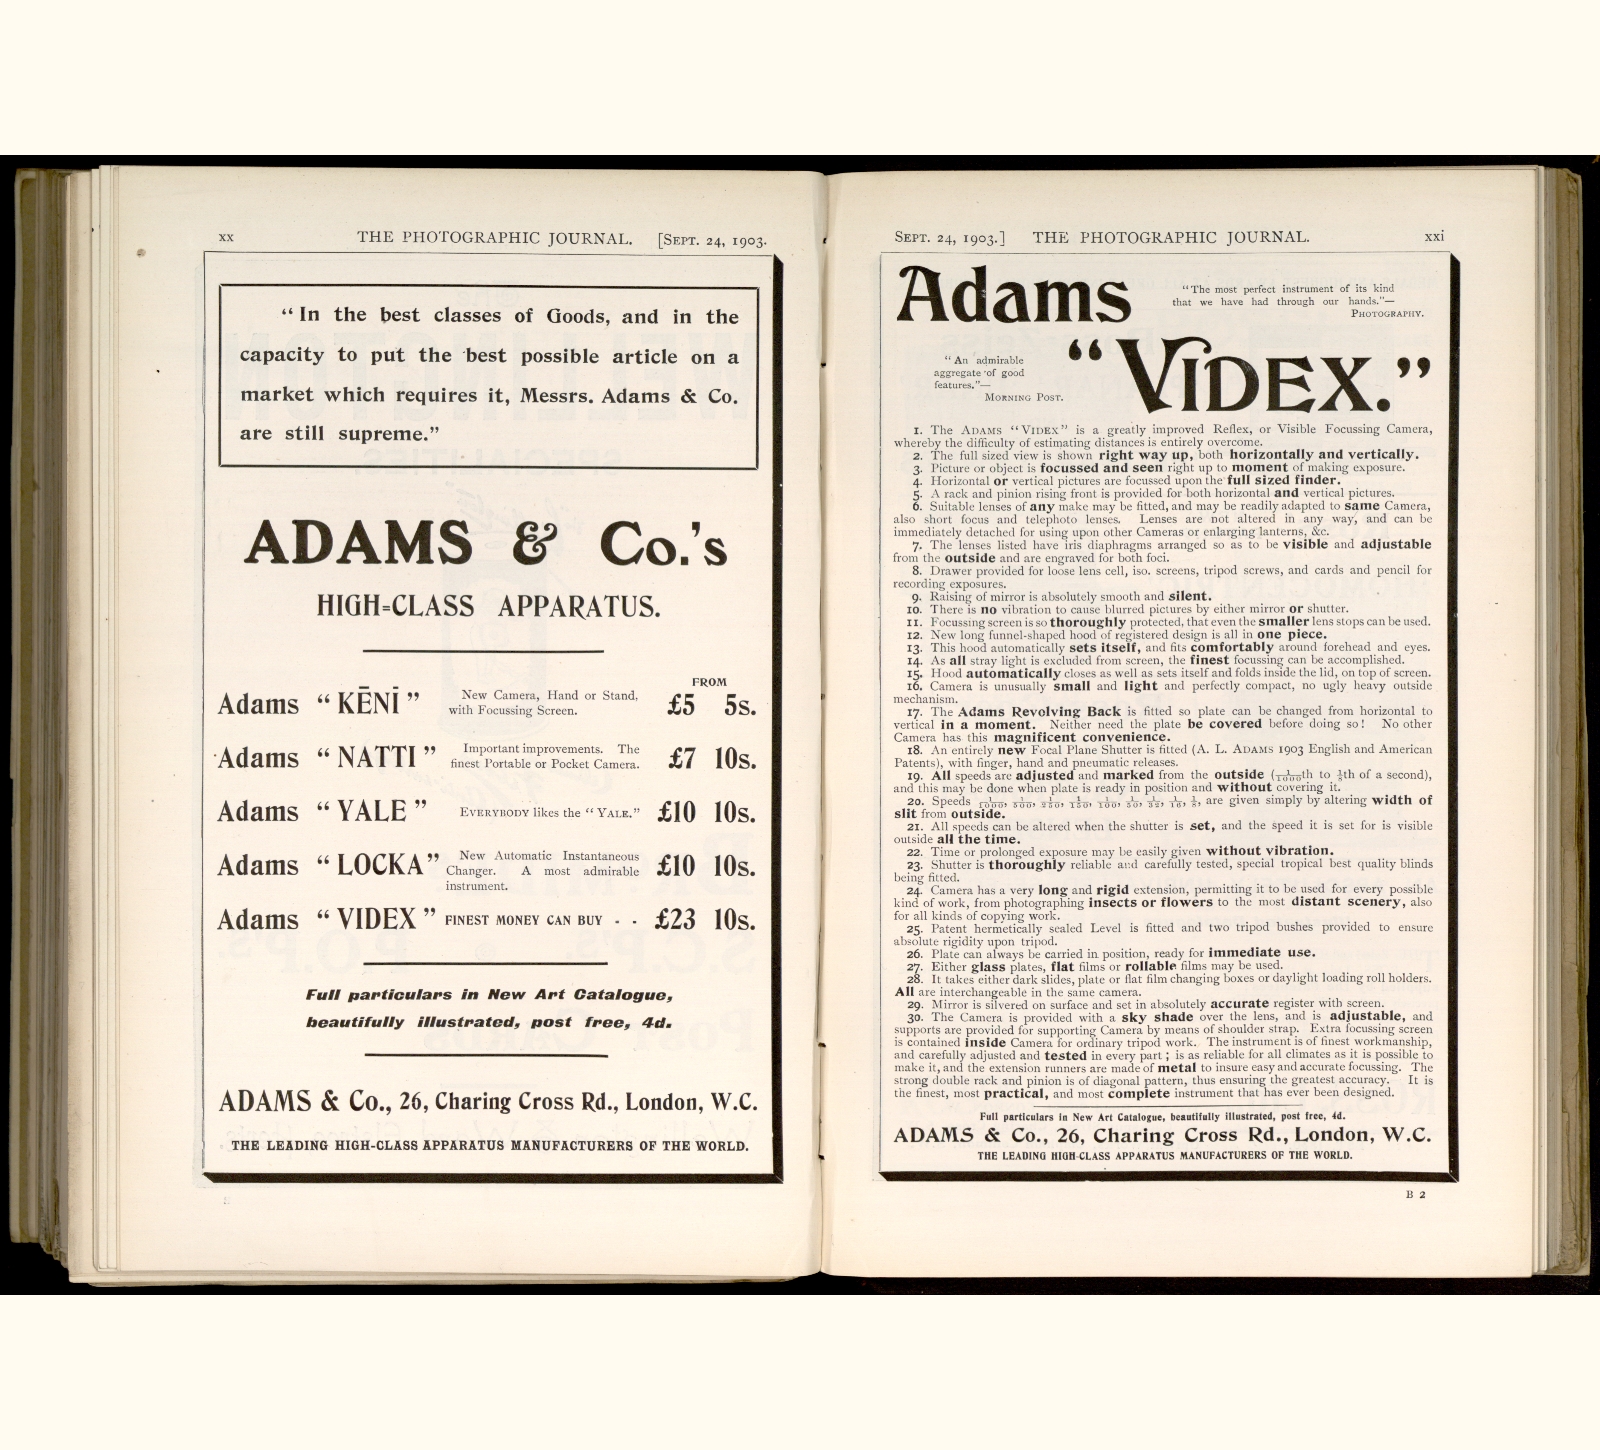 xx THE PHOTOGRAPHIC JOURNAL. [SEPT. 24, 1903.
“In the best classes of Goods, and in the
capacity to put the best possible article on a
market which requires it, Messrs. Adams & Co.
are still supreme.”
ADAMS & Co.'s
HIGH-CLASS APPARATUS.
FROM
Adams “KĒNĪ” New Camera, Hand or Stand, with Focussing Screen. £5 5s.
Adams “NATTI” Important improvements. The finest Portable or Pocket Camera. £7 10s.
Adams “YALE” EVERYBODY likes the “YALE.” £10 10s.
Adams “LOCKA” New Automatic Instantaneous Changer. A most admirable instrument. £10 10s.
Adams “VIDEX” FINEST MONEY CAN BUY - - £23 10s.
Full particulars in New Art Catalogue,
beautifully illustrated, post free, 4d.
ADAMS & Co., 26, Charing Cross Rd., London, W.C.
THE LEADING HIGH-CLASS APPARATUS MANUFACTURERS OF THE WORLD.
SEPT. 24, 1903.] THE PHOTOGRAPHIC JOURNAL. xxi
Adams
“The most perfect instrument of its kind
that we have had through our hands.”—
PHOTOGRAPHY.
“An admirable
aggregate of good
features.”—
MORNING POST.
“VIDEX.”
1. The ADAMS “VIDEX” is a greatly improved Reflex, or Visible Focussing Camera,
whereby the difficulty of estimating distances is entirely overcome.
2. The full sized view is shown right way up, both horizontally and vertically.
3. Picture or object is focussed and seen right up to moment of making exposure.
4. Horizontal or vertical pictures are focussed upon the full sized finder.
5. A rack and pinion rising front is provided for both horizontal and vertical pictures.
6. Suitable lenses of any make may be fitted, and may be readily adapted to same Camera,
also short focus and telephoto lenses. Lenses are not altered in any way, and can be
immediately detached for using upon other Cameras or enlarging lanterns, &c.
7. The lenses listed have iris diaphragms arranged so as to be visible and adjustable
from the outside and are engraved for both foci.
8. Drawer provided for loose lens cell, iso. screens, tripod screws, and cards and pencil for
recording exposures.
9. Raising of mirror is absolutely smooth and silent.
10. There is no vibration to cause blurred pictures by either mirror or shutter.
11. Focussing screen is so thoroughly protected, that even the smaller lens stops can be used.
12. New long funnel-shaped hood of registered design is all in one piece.
13. This hood automatically sets itself, and fits comfortably around forehead and eyes.
14. As all stray light is excluded from screen, the finest focussing can be accomplished.
15. Hood automatically closes as well as sets itself and folds inside the lid, on top of screen.
16. Camera is unusually small and light and perfectly compact, no ugly heavy outside
mechanism.
17. The Adams Revolving Back is fitted so plate can be changed from horizontal to
vertical in a moment. Neither need the plate be covered before doing so! No other
Camera has this magnificent convenience.
18. An entirely new Focal Plane Shutter is fitted (A. L. ADAMS 1903 English and American
Patents), with finger, hand and pneumatic releases.
19. All speeds are adjusted and marked from the outside (1/1000th to 1/8th of a second),
and this may be done when plate is ready in position and without covering it.
20. Speeds 1/1000, 1/500, 1/250, 1/150, 1/100, 1/50, 1/32, 1/16, 1/8, are given simply by altering width of
slit from outside.
21. All speeds can be altered when the shutter is set, and the speed it is set for is visible
outside all the time.
22. Time or prolonged exposure may be easily given without vibration.
23. Shutter is thoroughly reliable and carefully tested, special tropical best quality blinds
being fitted.
24. Camera has a very long and rigid extension, permitting it to be used for every possible
kind of work, from photographing insects or flowers to the most distant scenery, also
for all kinds of copying work.
25. Patent hermetically sealed Level is fitted and two tripod bushes provided to ensure
absolute rigidity upon tripod.
26. Plate can always be carried in position, ready for immediate use.
27. Either glass plates, flat films or rollable films may be used.
28. It takes either dark slides, plate or flat film changing boxes or daylight loading roll holders.
All are interchangeable in the same camera.
29. Mirror is silvered on surface and set in absolutely accurate register with screen.
30. The Camera is provided with a sky shade over the lens, and is adjustable, and
supports are provided for supporting Camera by means of shoulder strap. Extra focussing screen
is contained inside Camera for ordinary tripod work. The instrument is of finest workmanship,
and carefully adjusted and tested in every part; is as reliable for all climates as it is possible to
make it, and the extension runners are made of metal to insure easy and accurate focussing. The
strong double rack and pinion is of diagonal pattern, thus ensuring the greatest accuracy. It is
the finest, most practical, and most complete instrument that has ever been designed.
Full particulars in New Art Catalogue, beautifully illustrated, post free, 4d.
ADAMS & Co., 26, Charing Cross Rd., London, W.C.
THE LEADING HIGH-CLASS APPARATUS MANUFACTURERS OF THE WORLD.
B 2